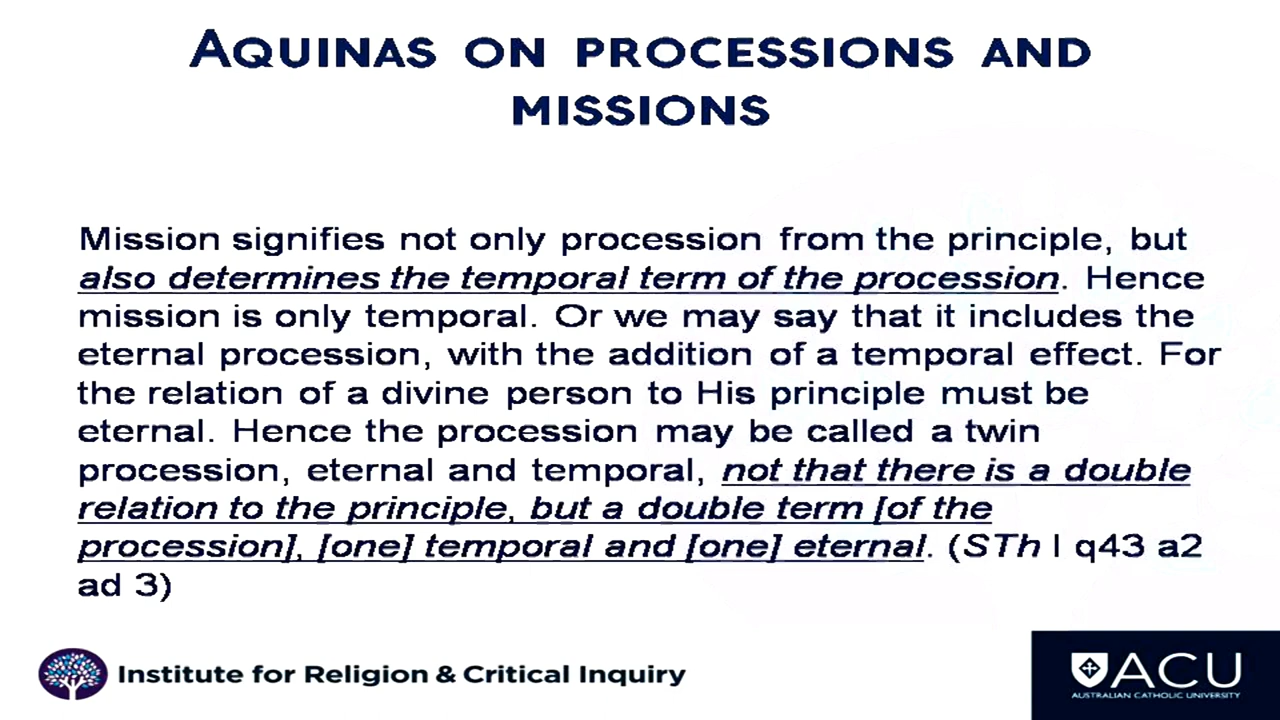 AQUINAS ON PROCESSIONS AND
MISSIONS
Mission signifies not only procession from the principle, but
also determines the temporal term of the procession. Hence
mission is only temporal. Or we may say that it includes the
eternal procession, with the addition of a temporal effect. For
the relation of a divine person to His principle must be
eternal. Hence the procession may be called a twin
procession, eternal and temporal, not that there is a double
relation to the principle, but a double term [of the
procession], [one] temporal and [one] eternal. (STh I q43 a2
ad 3)
Institute for Religion & Critical Inquiry
ACU
AUSTRALIAN CATHOLIC UNIVERSITY